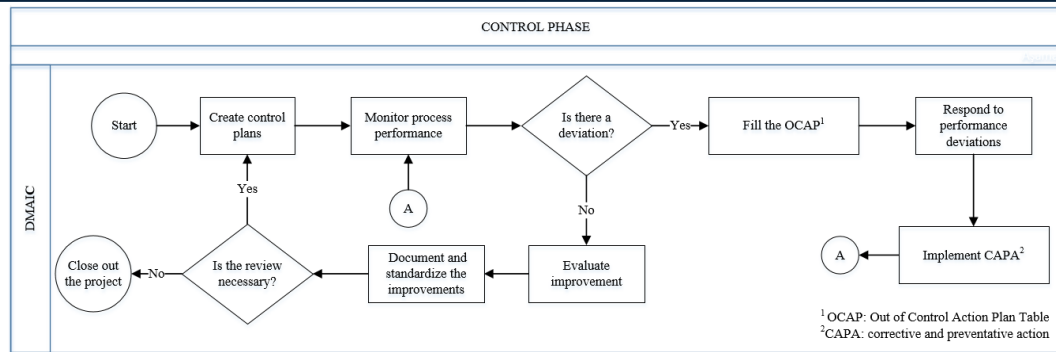 CONTROL PHASE
DMAIC
Start
Create control
plans
Monitor process
performance
Is there a
deviation?
Yes
Fill the OCAP1
Respond to
performance
deviations
Yes
A
No
Close out
the project
No
Is the review
necessary?
Document and
standardize the
improvements
Evaluate
improvement
A
Implement CAPA2
1 OCAP: Out of Control Action Plan Table
2CAPA: corrective and preventative action